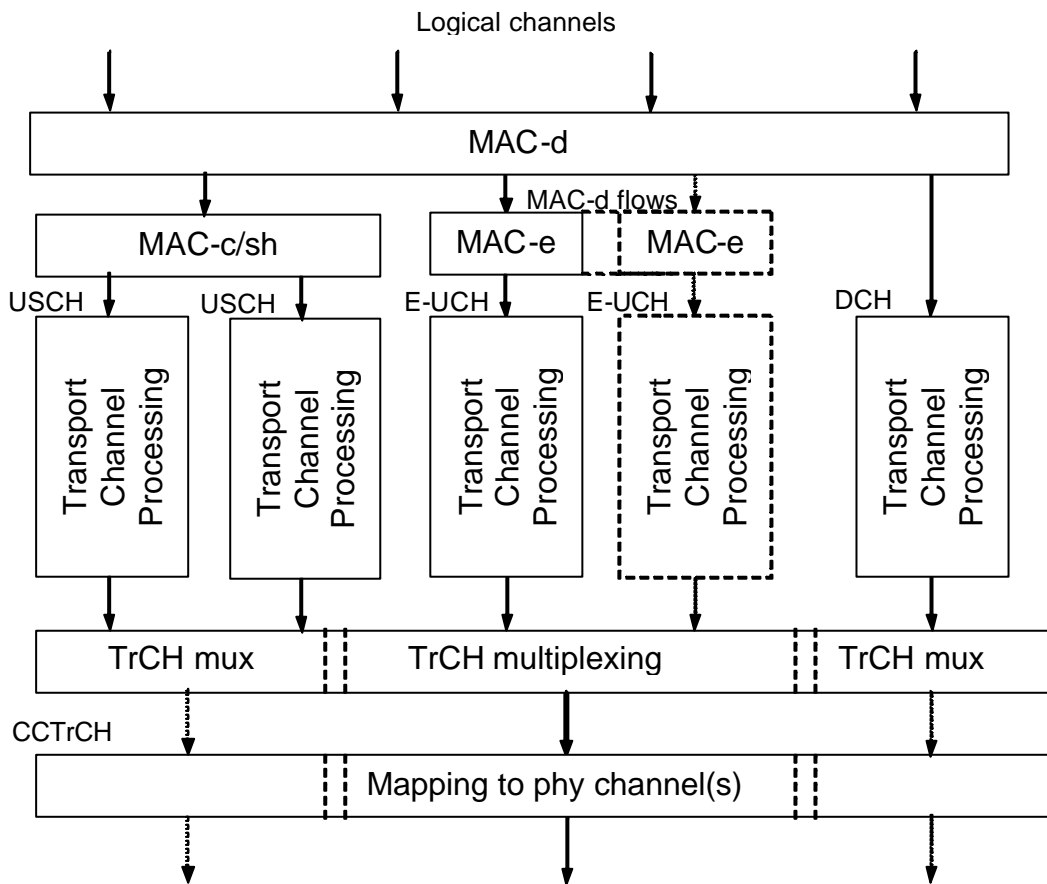 Logical channels
MAC-d
MAC-d flows
MAC-c/sh
MAC-e
MAC-e
USCH
USCH
E-UCH
E-UCH
DCH
Transport
Channel
Processing
Transport
Channel
Processing
Transport
Channel
Processing
Transport
Channel
Processing
Transport
Channel
Processing
TrCH mux
TrCH multiplexing
TrCH mux
CCTrCH
Mapping to phy channel(s)